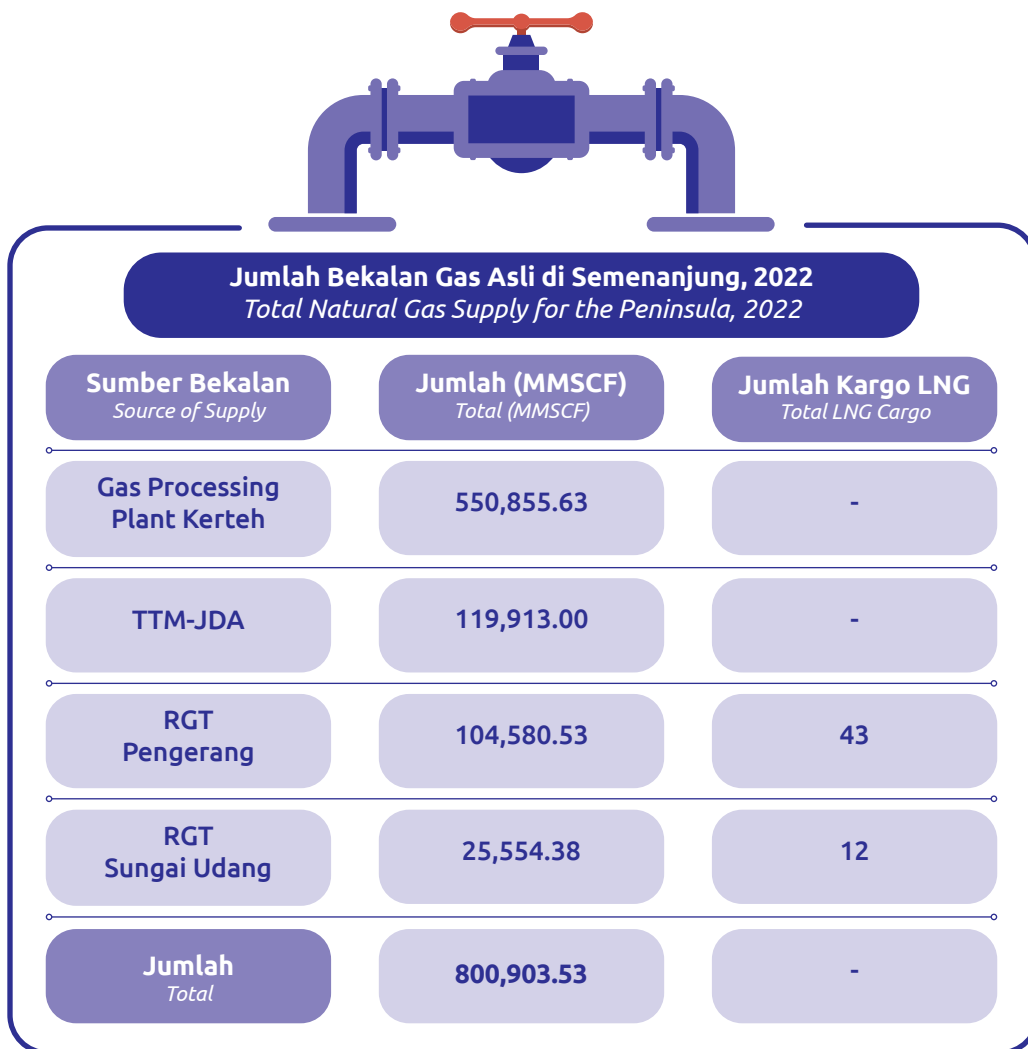 Jumlah Bekalan Gas Asli di Semenanjung, 2022
Total Natural Gas Supply for the Peninsula, 2022
Sumber Bekalan
Source of Supply
Jumlah (MMSCF)
Total (MMSCF)
Jumlah Kargo LNG
Total LNG Cargo
Gas Processing
Plant Kerteh
550,855.63
-
TTM-JDA
119,913.00
-
RGT
Pengerang
104,580.53
43
RGT
Sungai Udang
25,554.38
12
Jumlah
Total
800,903.53
-